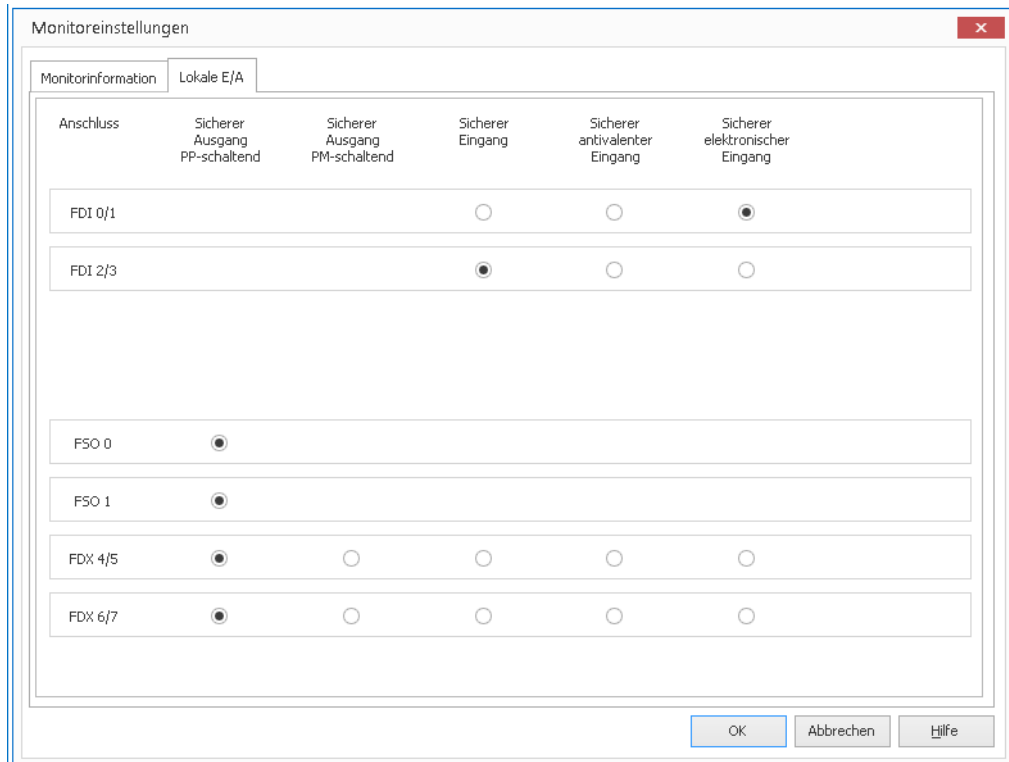 Monitoreinstellungen
Monitorinformation Lokale E/A
Anschluss Sicherer Sicherer Sicherer Sicherer Sicherer
Ausgang Ausgang Eingang antivalenter elektronischer
PP-schaltend PM-schaltend Eingang Eingang
FDI 0/1
FDI 2/3
FSO 0
FSO 1
FDX 4/5
FDX 6/7
OK Abbrechen Hilfe